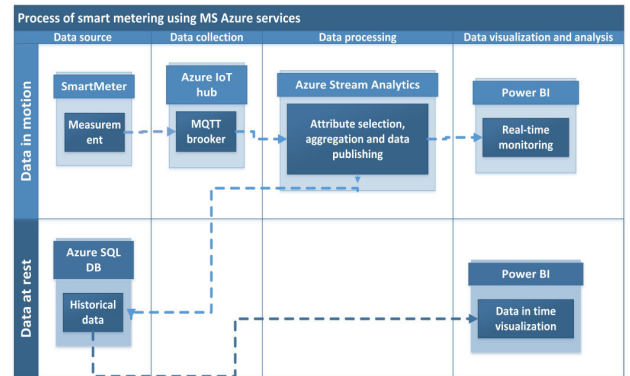 Process of smart metering using MS Azure services
Data source
Data collection
Data processing
Data visualization and analysis
Data in motion
SmartMeter
Measurem
ent
Azure IoT
hub
MQTT
brooker
Azure Stream Analytics
Attribute selection,
aggregation and data
publishing
Power BI
Real-time
monitoring
Data at rest
Azure SQL
DB
Historical
data
Power BI
Data in time
visualization